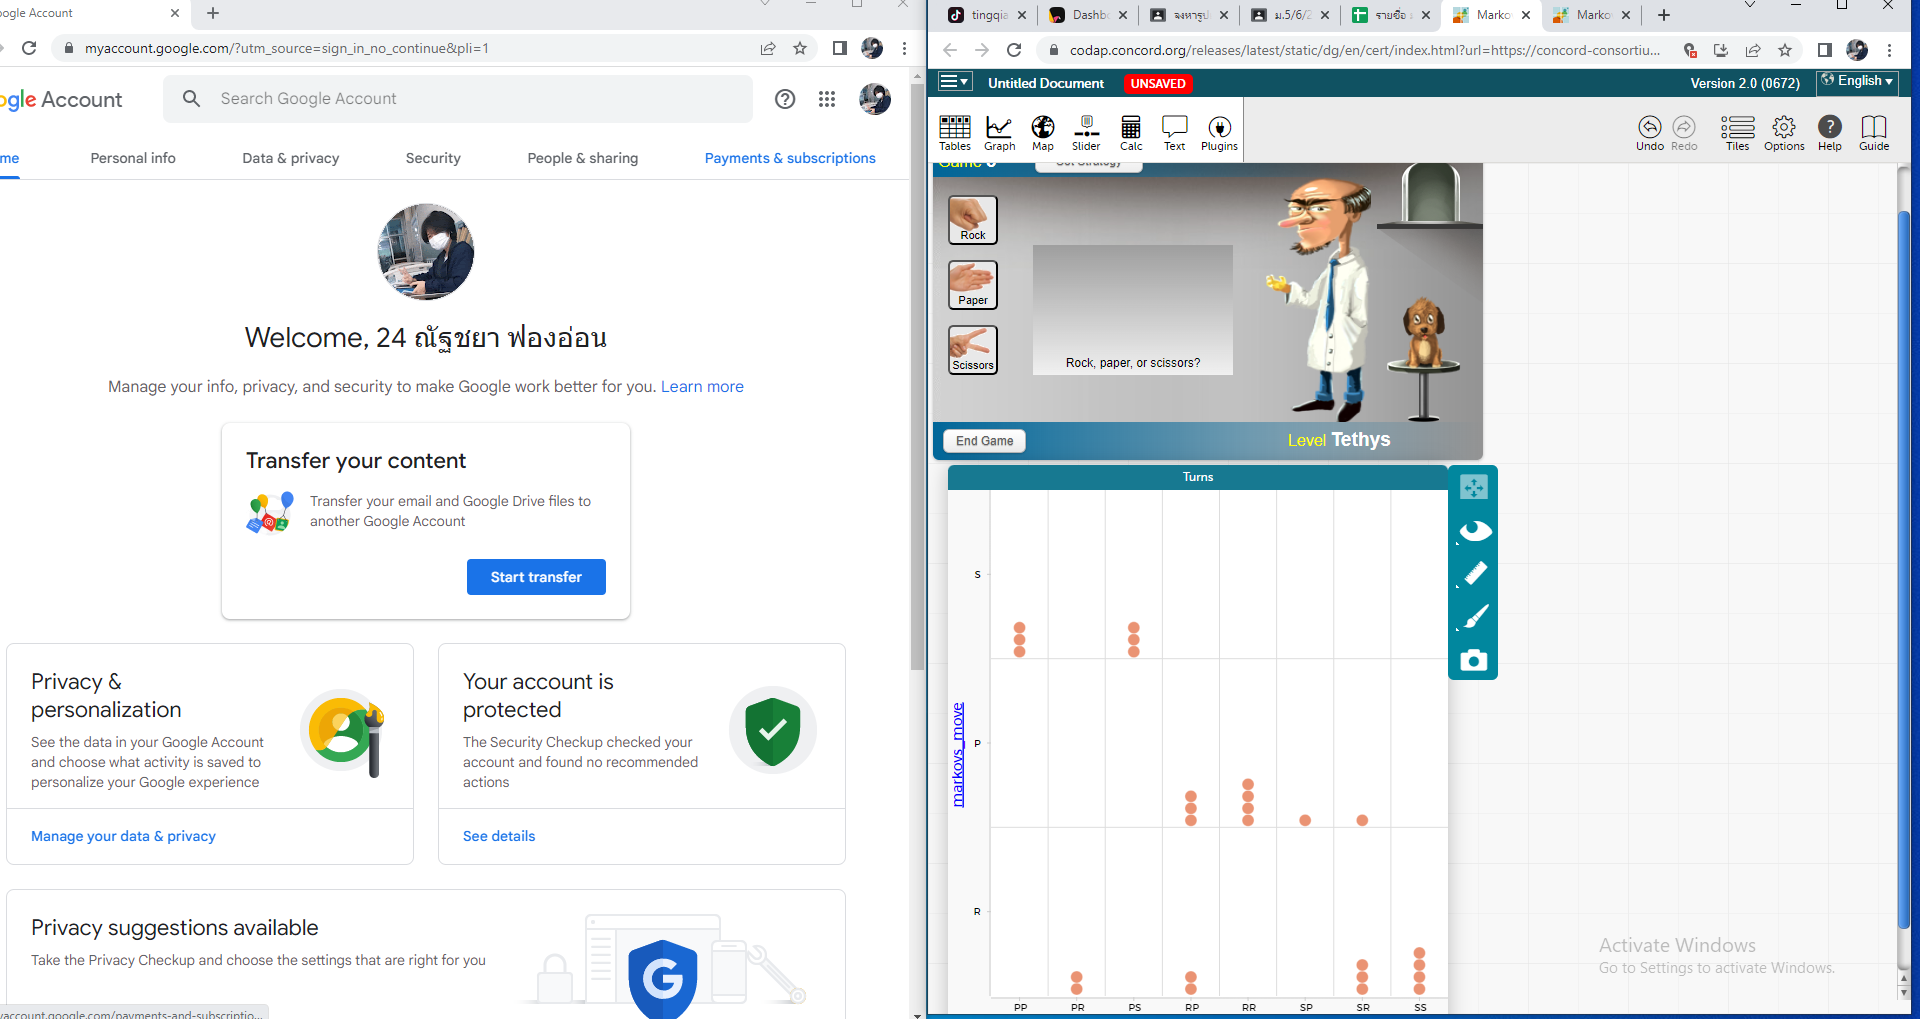 oogle Account
myaccount.google.com/?utm_source=sign_in_no_continue&pli=1
ogle Account
Search Google Account
me
Personal info
Data & privacy
Security
People & sharing
Payments & subscriptions
Welcome, 24 ณัฐชยา ฟองอ่อน
Manage your info, privacy, and security to make Google work better for you. Learn more
Transfer your content
Transfer your email and Google Drive files to
another Google Account
Start transfer
Privacy &
personalization
See the data in your Google Account
and choose what activity is saved to
personalize your Google experience
Manage your data & privacy
Your account is
protected
The Security Checkup checked your
account and found no recommended
actions
See details
Privacy suggestions available
Take the Privacy Checkup and choose the settings that are right for you
G
yaccount.google.com/payments-and-subscriptio...
tingqia
Dashbo
จงหารูป
ม.5/6/2
รายชื่อ
Marko
Marko
codap.concord.org/releases/latest/static/dg/en/cert/index.html?url=https://concord-consortiu...
Untitled Document
UNSAVED
Version 2.0 (0672)
English
Tables
Graph
Map
Slider
Calc
Text
Plugins
Undo
Redo
Tiles
Options
Help
Guide
Rock
Paper
Scissors
Rock, paper, or scissors?
End Game
Level Tethys
Turns
S
P
R
markovs_move
PP
PR
PS
RP
RR
SP
SR
SS
Activate Windows
Go to Settings to activate Windows.